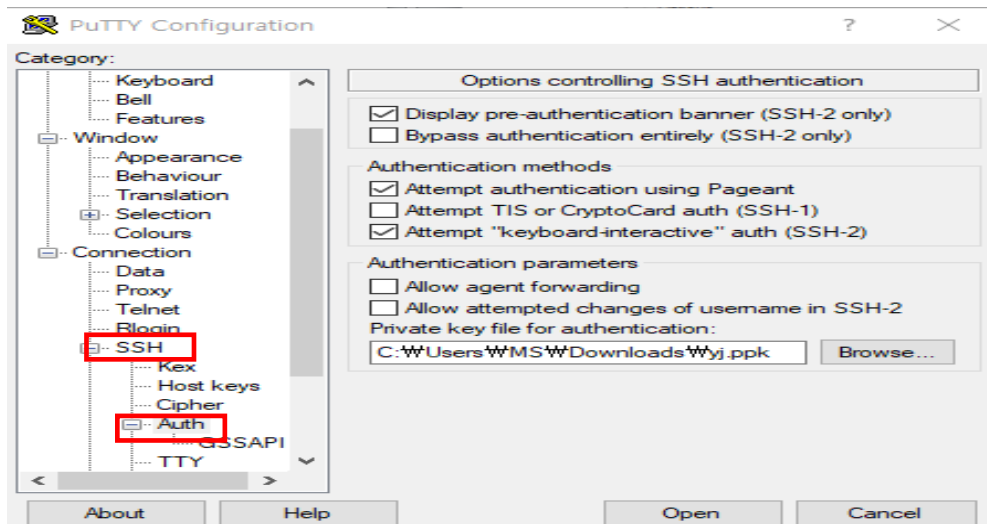 PuTTY Configuration
Category:
Keyboard
Bell
Features
Window
Appearance
Behaviour
Translation
Selection
Colours
Connection
Data
Proxy
Telnet
Rlogin
SSH
Kex
Host keys
Cipher
Auth
GSSAPI
TTY
Options controlling SSH authentication
Display pre-authentication banner (SSH-2 only)
Bypass authentication entirely (SSH-2 only)
Authentication methods
Attempt authentication using Pageant
Attempt TIS or CryptoCard auth (SSH-1)
Attempt "keyboard-interactive" auth (SSH-2)
Authentication parameters
Allow agent forwarding
Allow attempted changes of username in SSH-2
Private key file for authentication:
C:₩Users₩MS₩Downloads₩yj.ppk
Browse...
About
Help
Open
Cancel